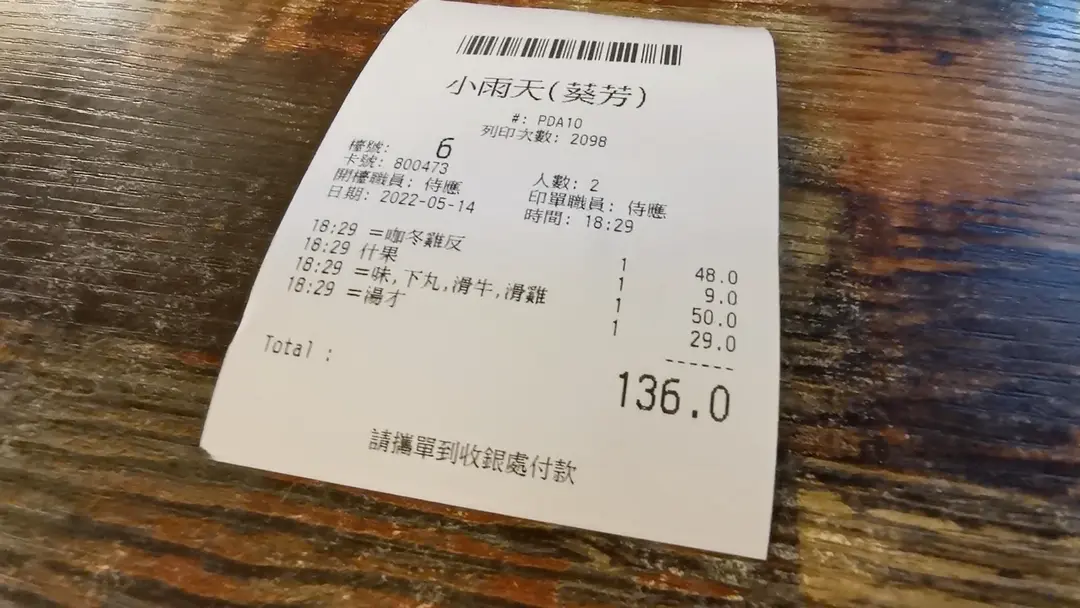 小雨天(葵芳)
#: PDA10
列印次數: 2098
檯號: 6
卡號: 800473 人數: 2
開檯職員: 侍應 印單職員: 侍應
日期: 2022-05-14 時間: 18:29
18:29 =咖冬雞反 1 48.0
18:29 什果 1 9.0
18:29 =味,下丸,滑牛,滑雞 1 50.0
18:29 =湯才 1 29.0
------
Total : 136.0
請攜單到收銀處付款